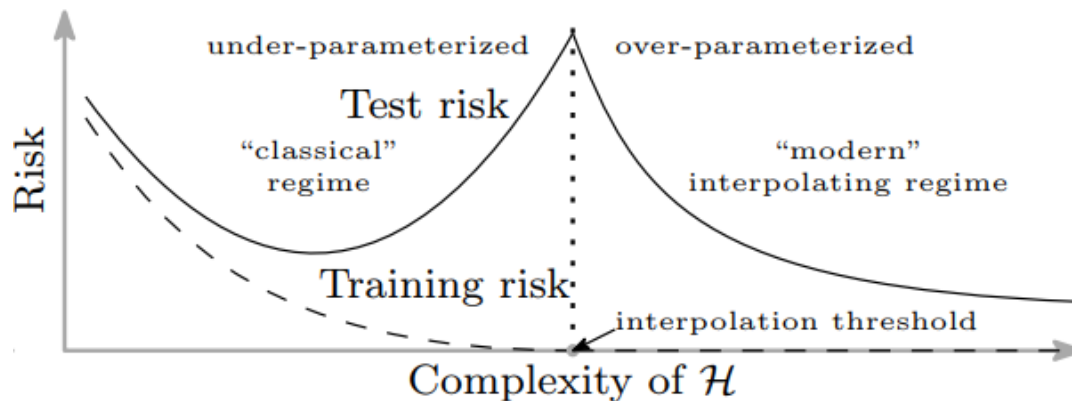 under-parameterized
over-parameterized
Test risk
“classical”
regime
“modern”
interpolating regime
Risk
Training risk
interpolation threshold
Complexity of ℋ